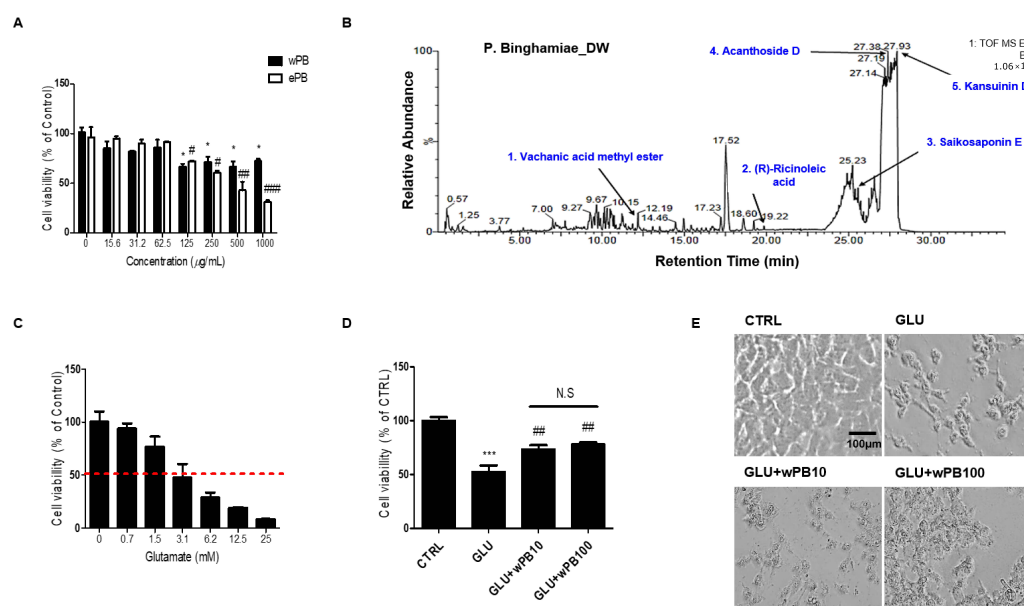 A
wPB
ePB
150
100
50
0
Cell viability (% of Control)
* # * # * ## * ###
0 15.6 31.2 62.5 125 250 500 1000
Concentration (μg/mL)
B
P. Binghamiae_DW
100
%
0
Relative Abundance
4. Acanthoside D
27.38 27.93
27.19
27.14
1: TOF MS E
5. Kansuinin D
3. Saikosaponin E
1. Vachanic acid methyl ester
2. (R)-Ricinoleic
acid
17.52
25.23
0.57
1.25
3.77
7.00
9.27
9.67
10.15
12.19
14.46
17.23
18.60
19.22
5.00 10.00 15.00 20.00 25.00 30.00
Retention Time (min)
C
150
100
50
0
Cell viability (% of Control)
0 0.7 1.5 3.1 6.2 12.5 25
Glutamate (mM)
D
150
100
50
0
Cell viability (% of CTRL)
N.S
*** ## ##
CTRL GLU GLU+wPB10 GLU+wPB100
E
CTRL GLU
100μm
GLU+wPB10 GLU+wPB100